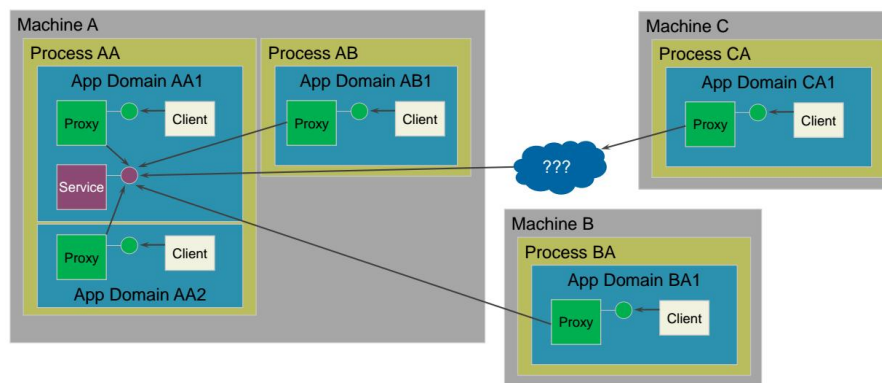 Machine A
Process AA
App Domain AA1
Proxy
Client
Service
Proxy
Client
App Domain AA2
Process AB
App Domain AB1
Proxy
Client
???
Machine C
Process CA
App Domain CA1
Proxy
Client
Machine B
Process BA
App Domain BA1
Proxy
Client